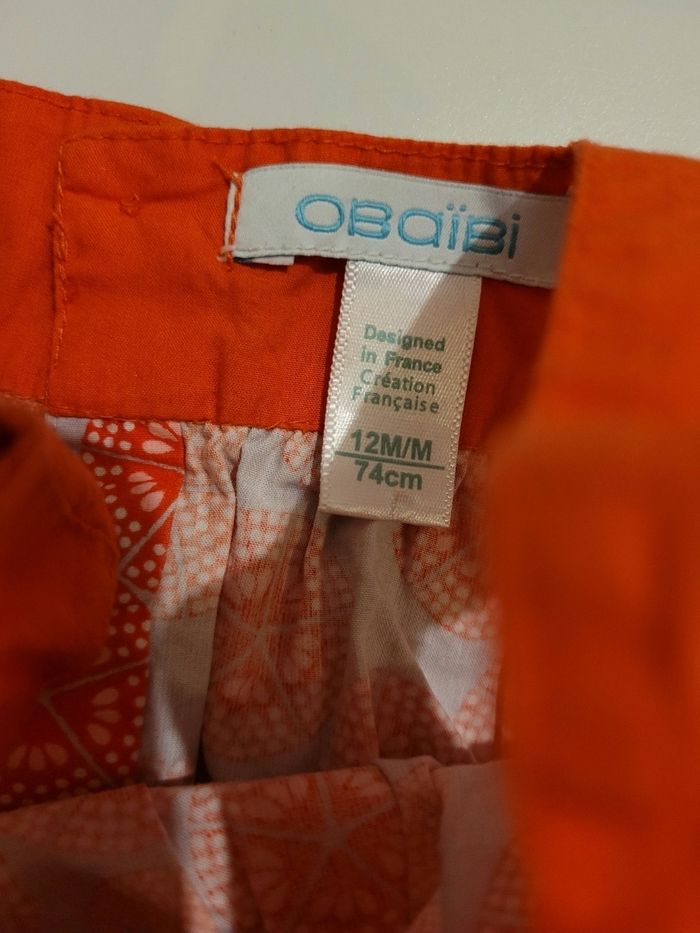 OBaïBi
Designed
in France
Création
Française
12M/M
74cm